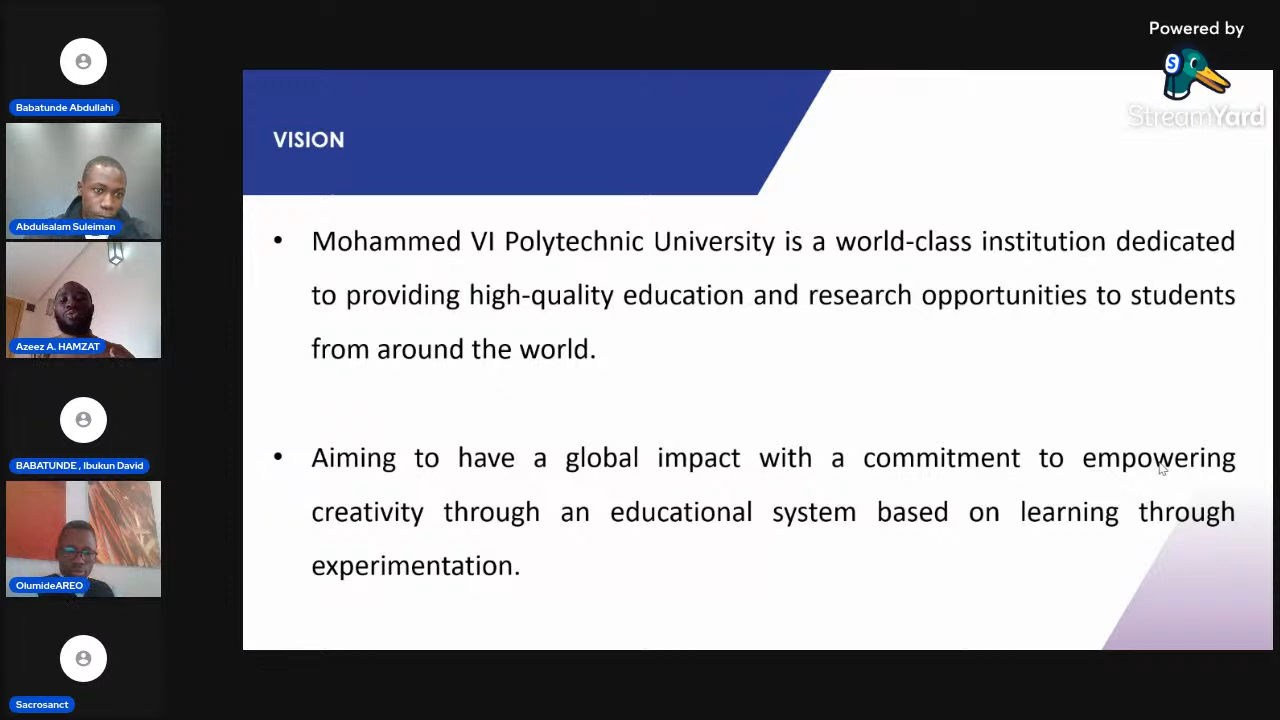 Powered by
StreamYard
Babatunde Abdullahi
Abdulsalam Suleiman
Azeez A. HAMZAT
BABATUNDE , Ibukun David
OlumideAREO
Sacrosanct
VISION
• Mohammed VI Polytechnic University is a world-class institution dedicated
to providing high-quality education and research opportunities to students
from around the world.
• Aiming to have a global impact with a commitment to empowering
creativity through an educational system based on learning through
experimentation.